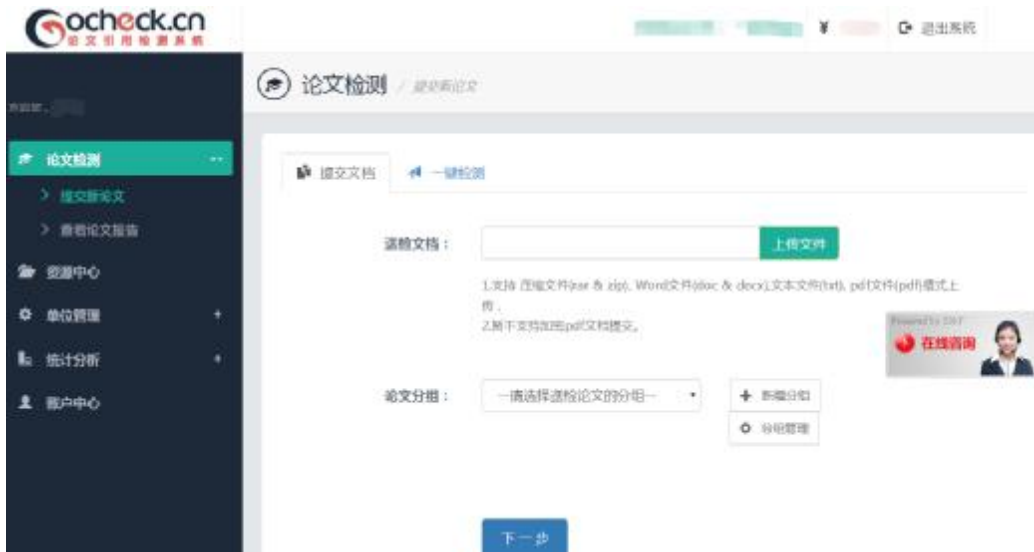 Gocheck.cn
论文引用检测系统
¥
退出系统
论文检测 / 提交新论文
论文检测
提交新论文
查看论文报告
资源中心
单位管理 +
统计分析 +
账户中心
提交文档
一键检测
送检文档：
上传文件
1.支持 压缩文件(rar & zip), Word文件(doc & docx),文本文件(txt), pdf文件(pdf)格式上
传。
2.暂不支持加密pdf文档提交。
在线咨询
论文分组：
--请选择送检论文的分组--
新增分组
分组管理
下一步